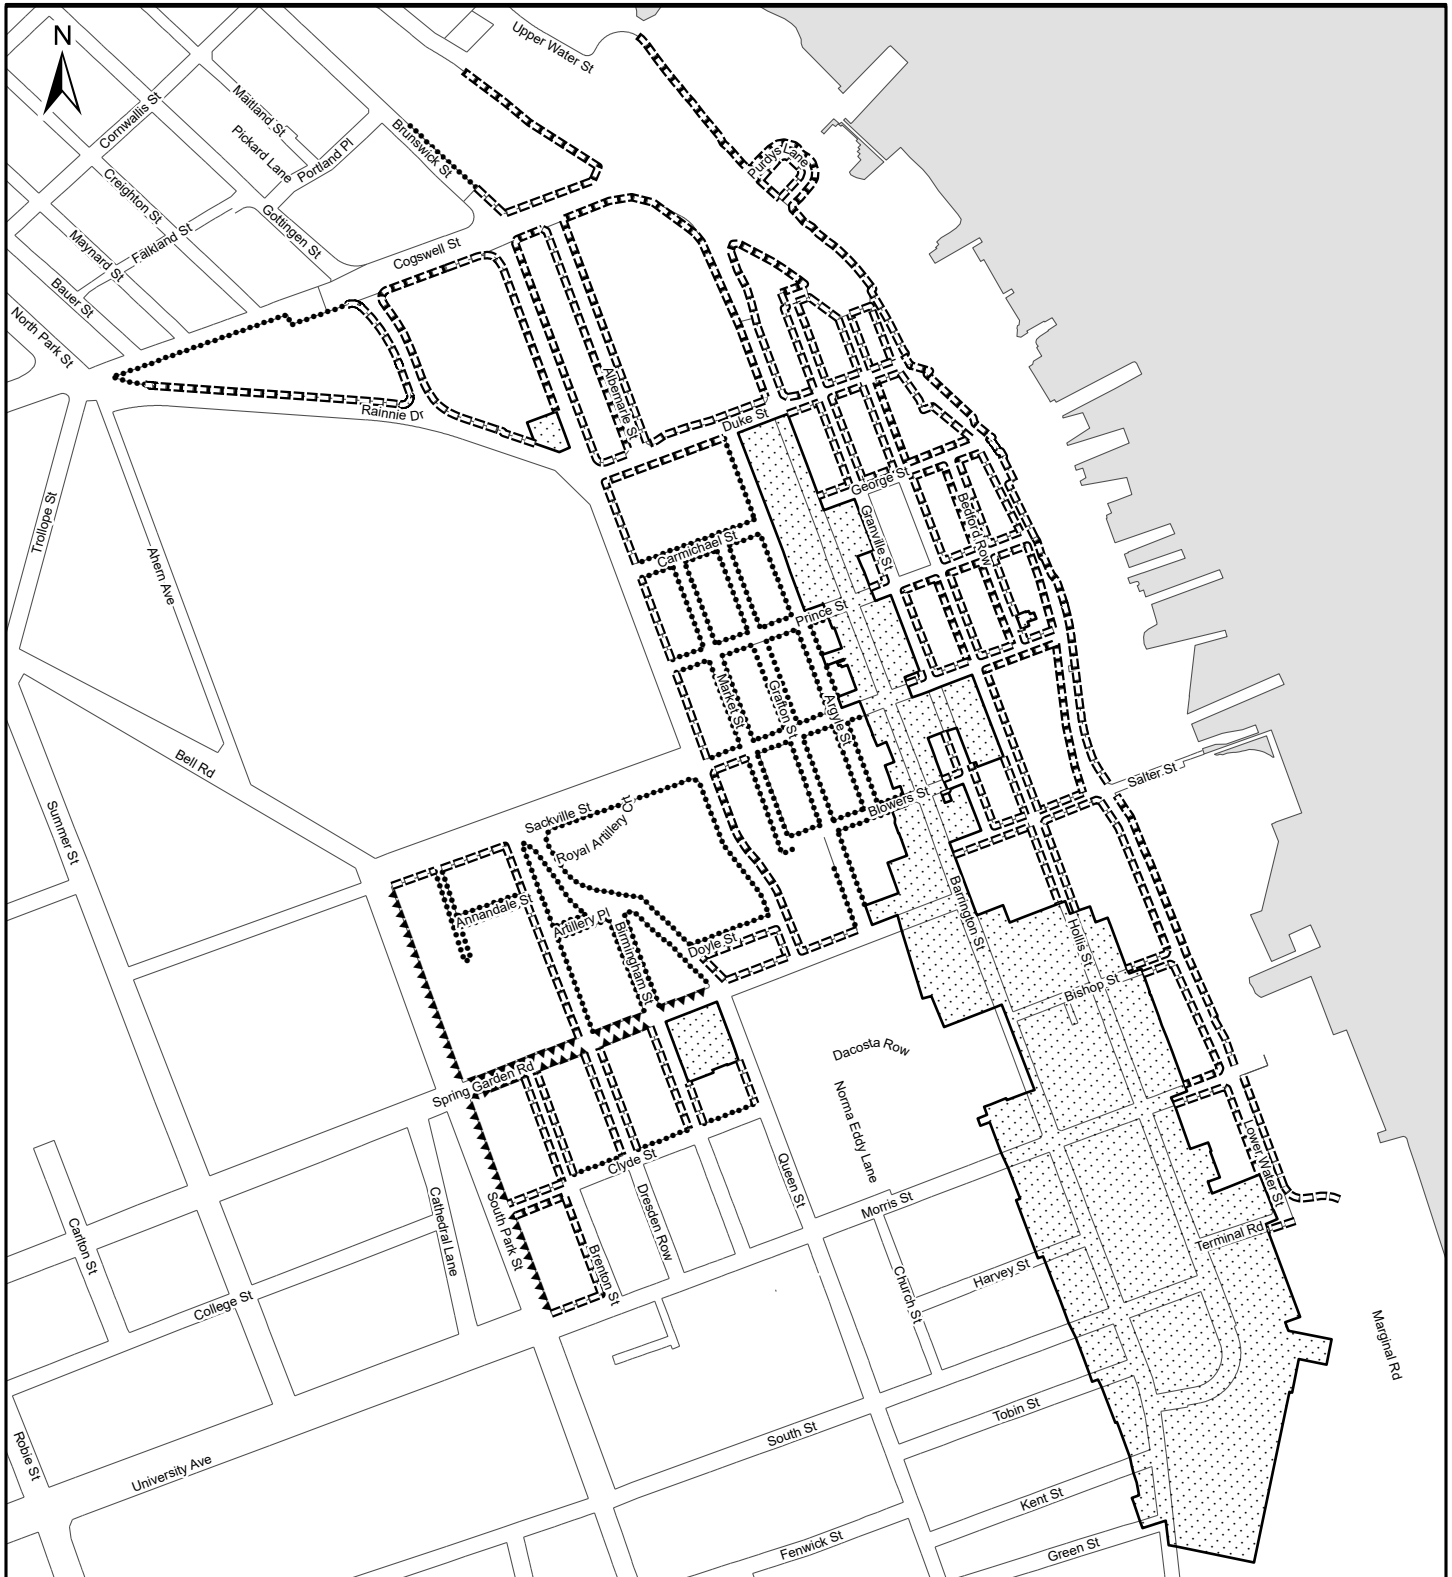 N
Upper Water St
Maitland St
Cornwallis St
Brunswick St
Pickard Lane
Portland Pl
Purdys Lane
Creighton St
Gottingen St
Falkland St
Maynard St
Cogswell St
Bauer St
North Park St
Albemarle St
Rainnie Dr
Duke St
George St
Granville St
Bedford Row
Trollope St
Carmichael St
Ahern Ave
Prince St
Market St
Grafton St
Argyle St
Bell Rd
Salter St
Sackville St
Blowers St
Royal Artillery Crt
Summer St
Annandale St
Artillery Pl
Barrington St
Birmingham St
Doyle St
Hollis St
Bishop St
Dacosta Row
Spring Garden Rd
Norma Eddy Lane
Lower Water St
Clyde St
Queen St
Dresden Row
Morris St
South Park St
Cathedral Lane
Carlton St
Terminal Rd
Brenton St
Harvey St
Church St
College St
Marginal Rd
Tobin St
South St
Robie St
University Ave
Kent St
Fenwick St
Green St